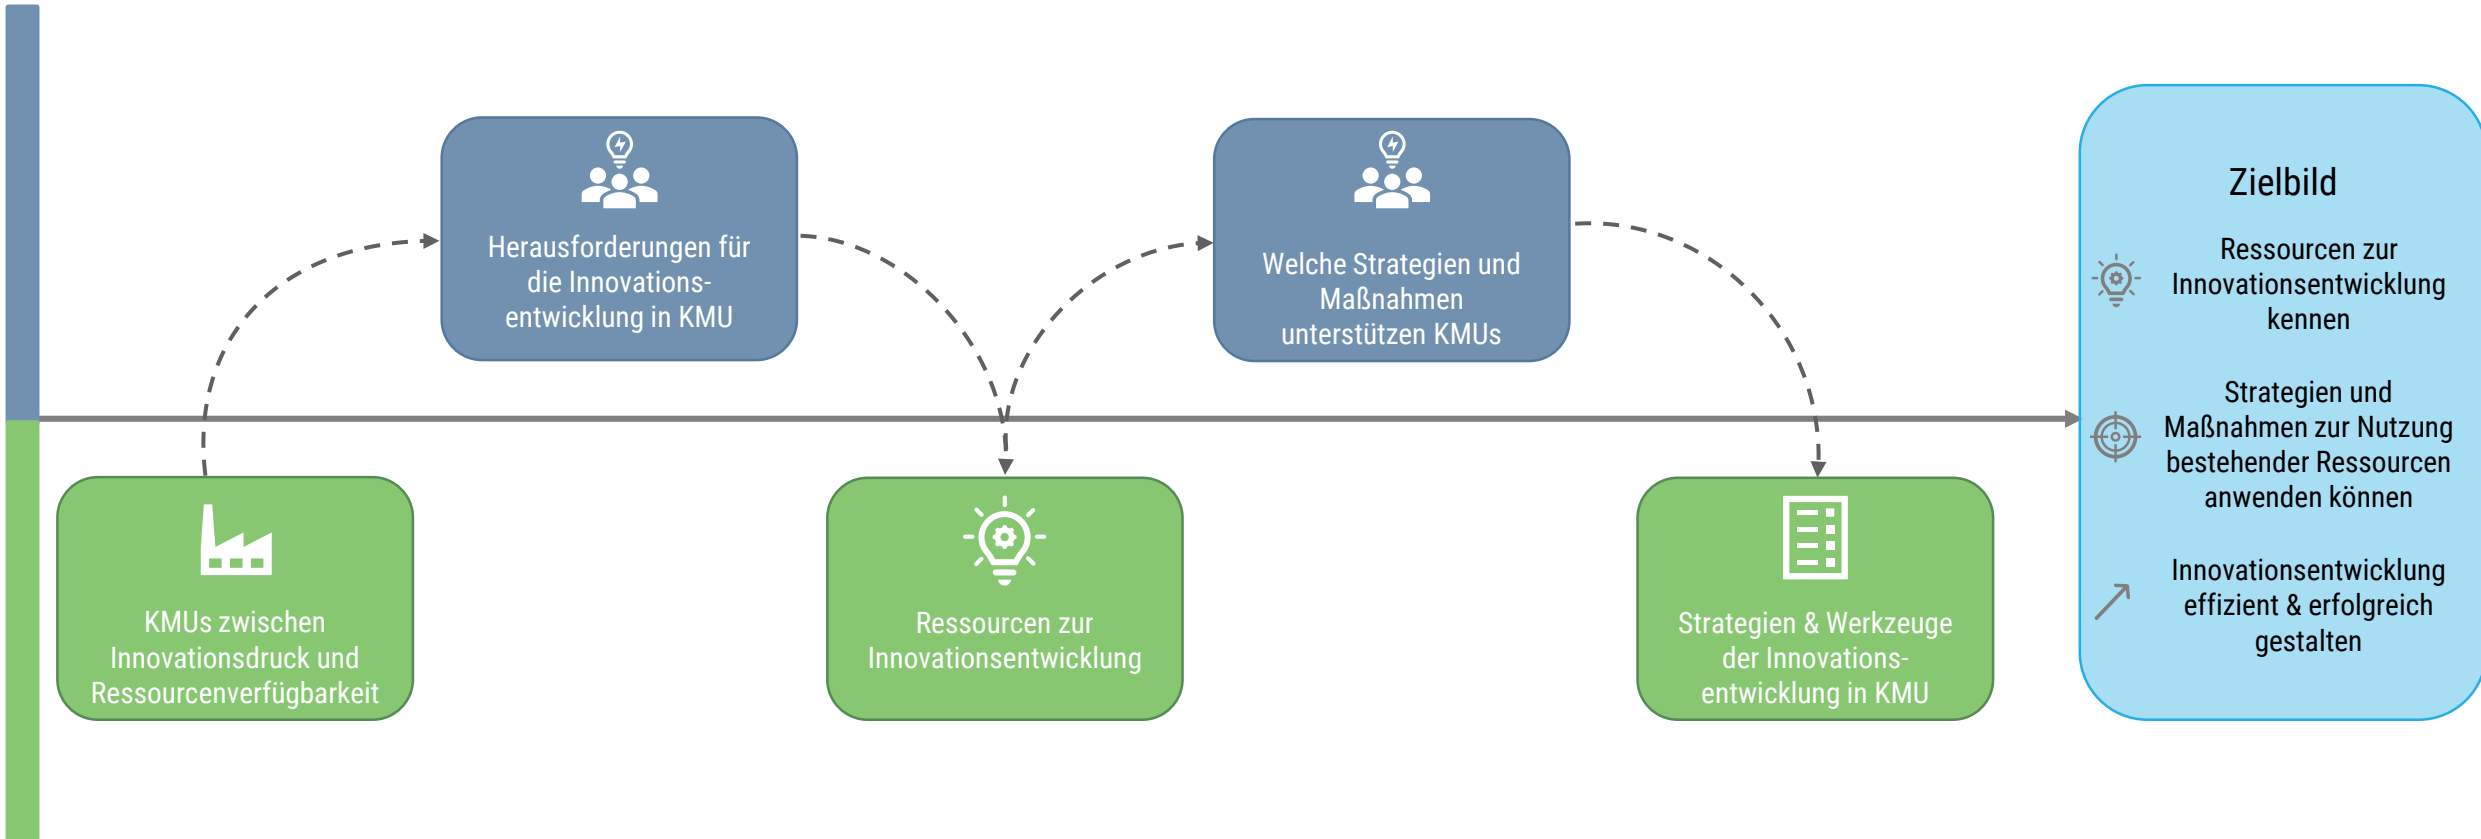 Herausforderungen für
die Innovations-
entwicklung in KMU
Welche Strategien und
Maßnahmen
unterstützen KMUs
KMUs zwischen
Innovationsdruck und
Ressourcenverfügbarkeit
Ressourcen zur
Innovationsentwicklung
Strategien & Werkzeuge
der Innovations-
entwicklung in KMU
Zielbild
Ressourcen zur
Innovationsentwicklung
kennen
Strategien und
Maßnahmen zur Nutzung
bestehender Ressourcen
anwenden können
Innovationsentwicklung
effizient & erfolgreich
gestalten